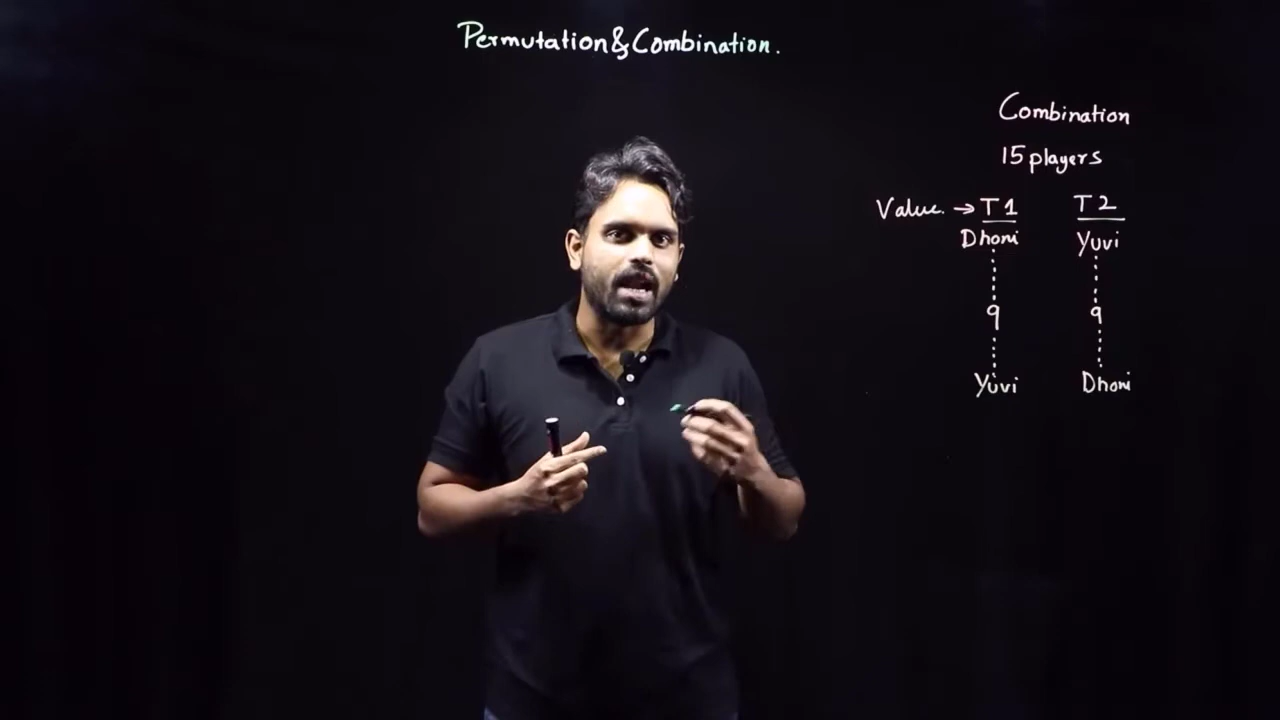 Permutation & Combination.
Combination
15 players
Value. → T1 T2
Dhoni Yuvi
9 9
Yuvi Dhoni